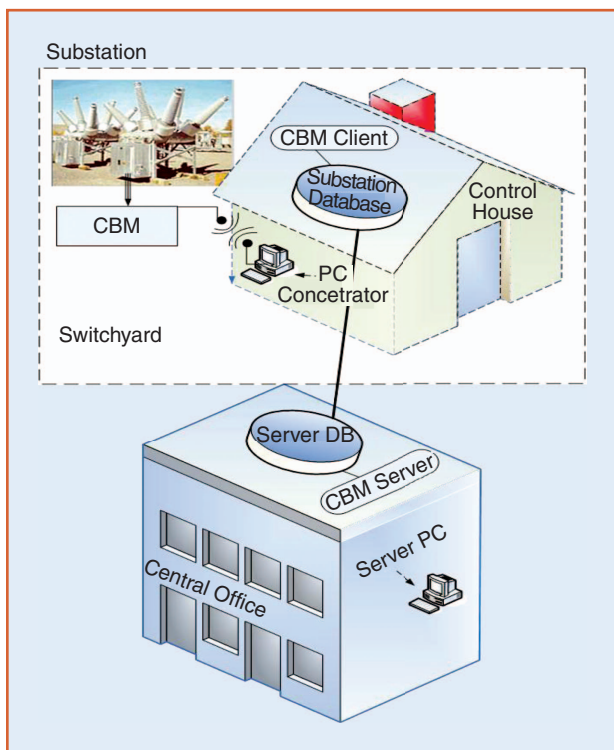 Substation
CBM Client
Substation
Database
Control
House
CBM
PC
Concetrator
Switchyard
Server DB
CBM Server
Server PC
Central Office